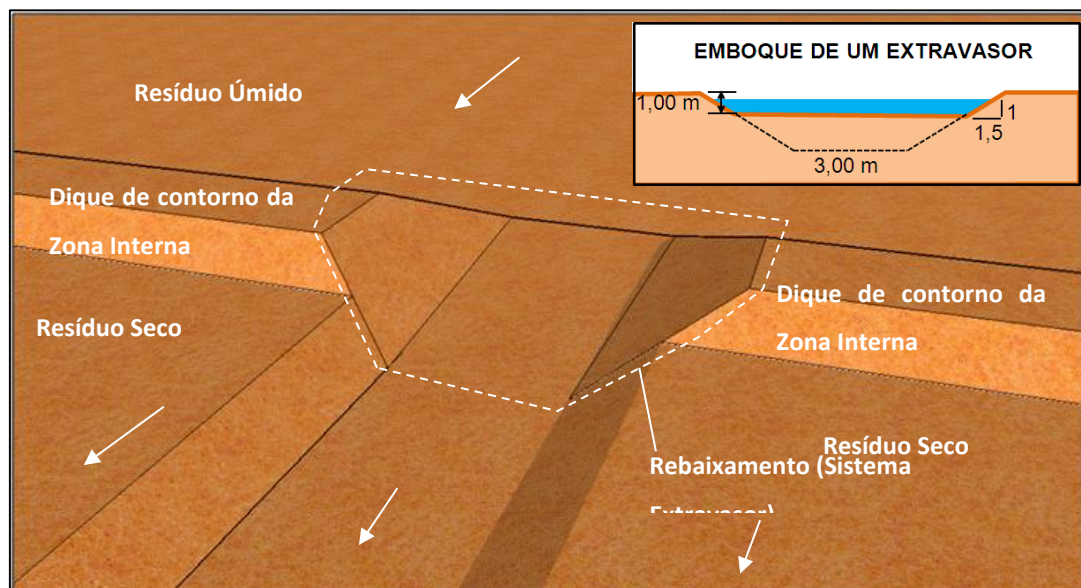 EMBOQUE DE UM EXTRAVASOR
1,00 m
1
1,5
3,00 m
Resíduo Úmido
Dique de contorno da
Zona Interna
Resíduo Seco
Dique de contorno da
Zona Interna
Resíduo Seco
Rebaixamento (Sistema
Extravasor)